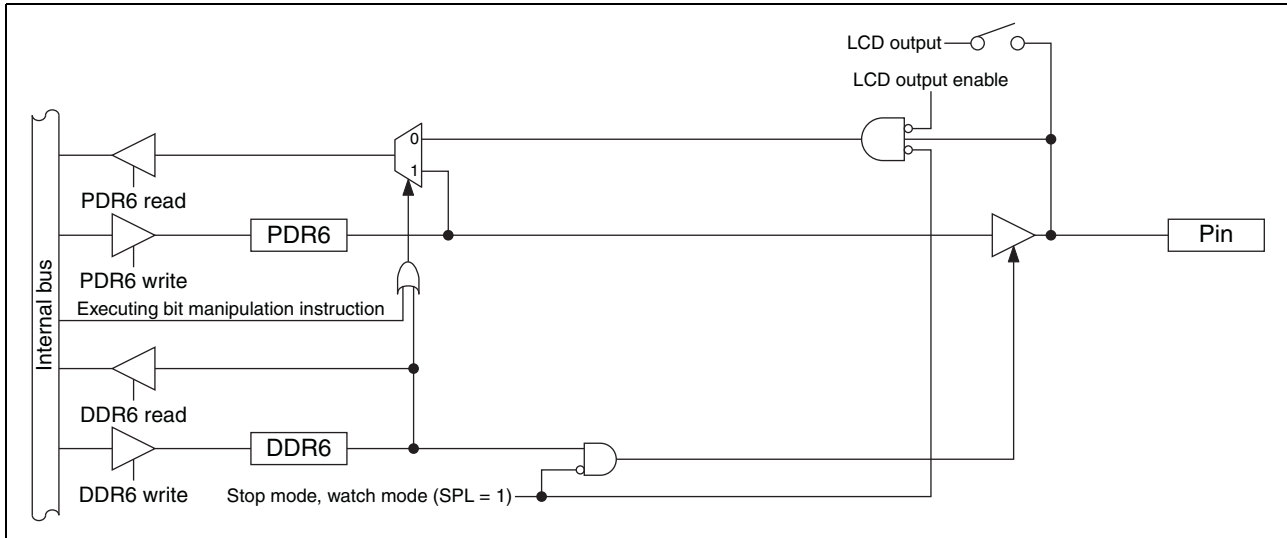 LCD output
LCD output enable
0
1
PDR6 read
PDR6
Pin
PDR6 write
Executing bit manipulation instruction
Internal bus
DDR6 read
DDR6
DDR6 write
Stop mode, watch mode (SPL = 1)